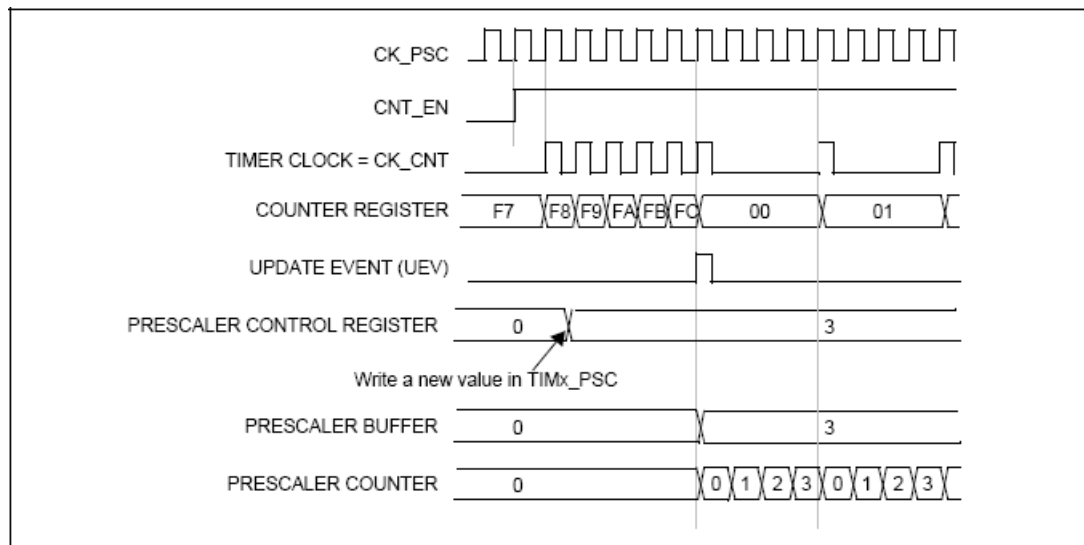 CK_PSC
CNT_EN
TIMER CLOCK = CK_CNT
COUNTER REGISTER F7 F8 F9 FA FB FC 00 01
UPDATE EVENT (UEV)
PRESCALER CONTROL REGISTER 0 3
Write a new value in TIMx_PSC
PRESCALER BUFFER 0 3
PRESCALER COUNTER 0 0 1 2 3 0 1 2 3